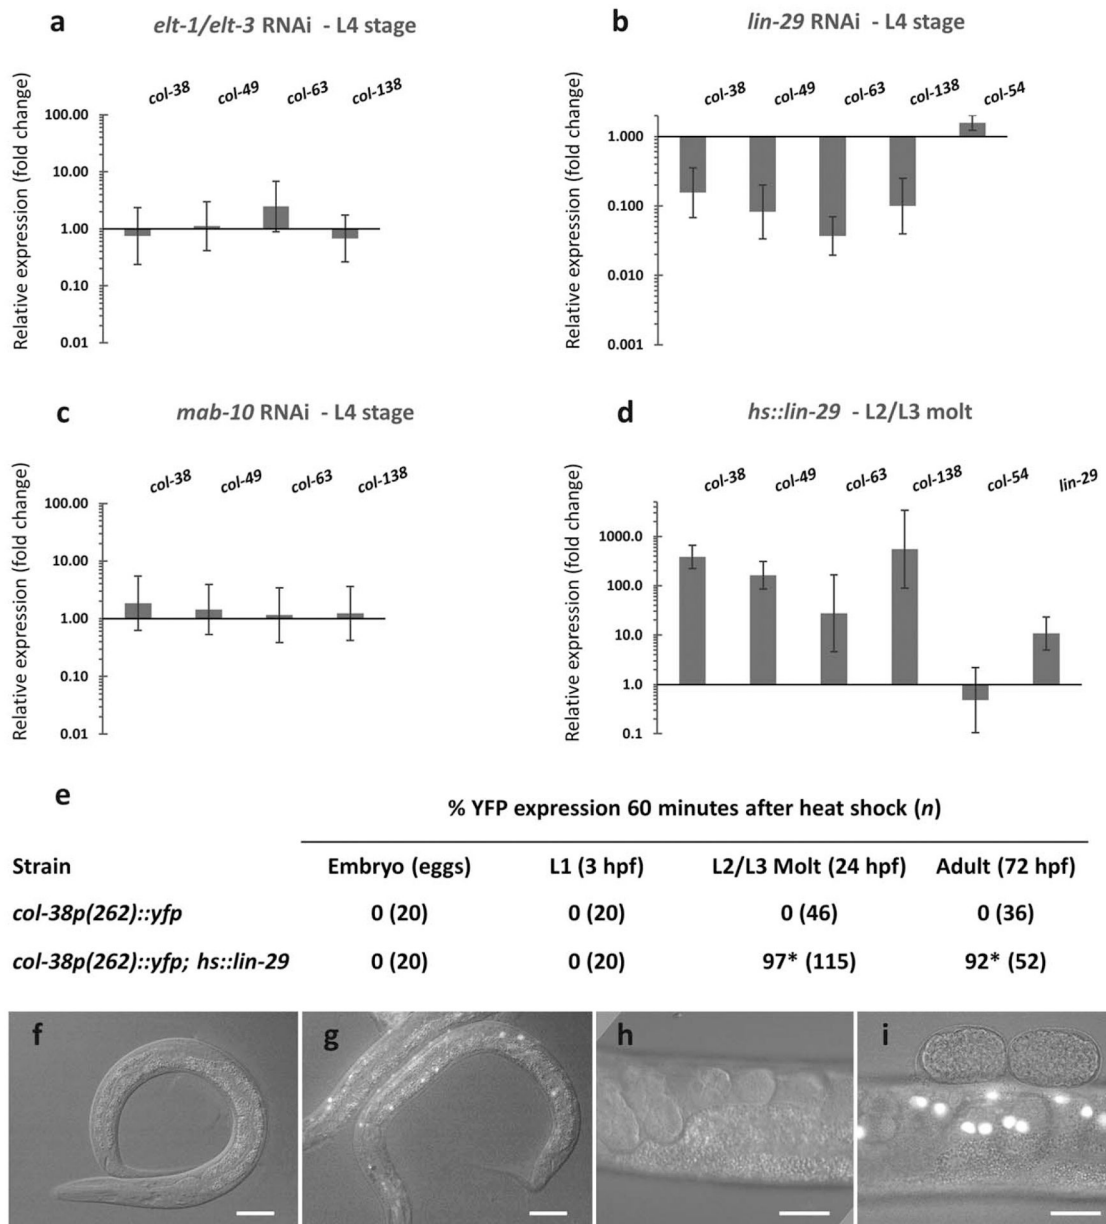 a
elt-1/elt-3 RNAi - L4 stage
Relative expression (fold change)
col-38 col-49 col-63 col-138
100.00
10.00
1.00
0.10
0.01
b
lin-29 RNAi - L4 stage
Relative expression (fold change)
col-38 col-49 col-63 col-138 col-54
1.000
0.100
0.010
0.001
c
mab-10 RNAi - L4 stage
Relative expression (fold change)
col-38 col-49 col-63 col-138
100.00
10.00
1.00
0.10
0.01
d
hs::lin-29 - L2/L3 molt
Relative expression (fold change)
col-38 col-49 col-63 col-138 col-54 lin-29
1000.0
100.0
10.0
1.0
0.1
e
% YFP expression 60 minutes after heat shock (n)
Strain Embryo (eggs) L1 (3 hpf) L2/L3 Molt (24 hpf) Adult (72 hpf)
col-38p(262)::yfp 0 (20) 0 (20) 0 (46) 0 (36)
col-38p(262)::yfp; hs::lin-29 0 (20) 0 (20) 97* (115) 92* (52)
f g h i